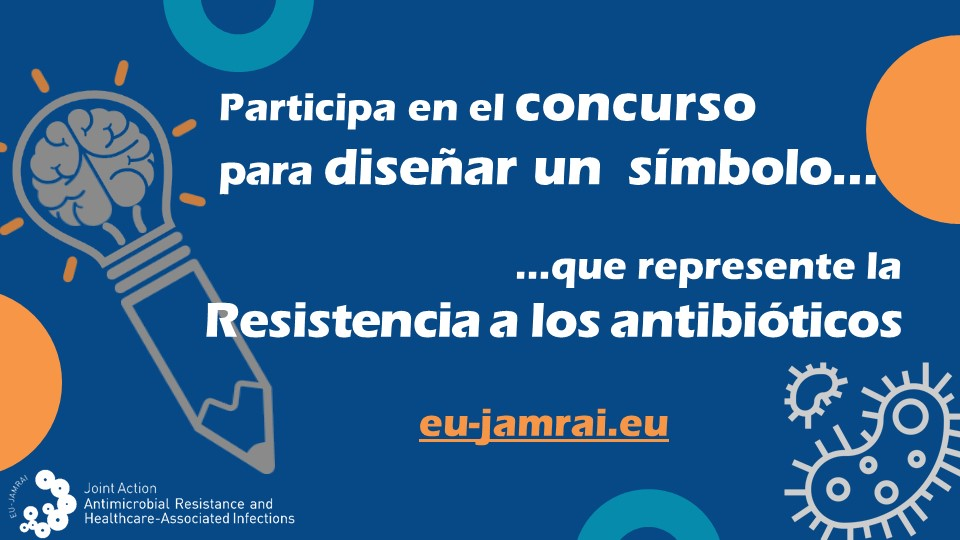 Participa en el concurso
para diseñar un símbolo...
...que represente la
Resistencia a los antibióticos
eu-jamrai.eu
EU-JAMRAI
Joint Action
Antimicrobial Resistance and
Healthcare-Associated Infections